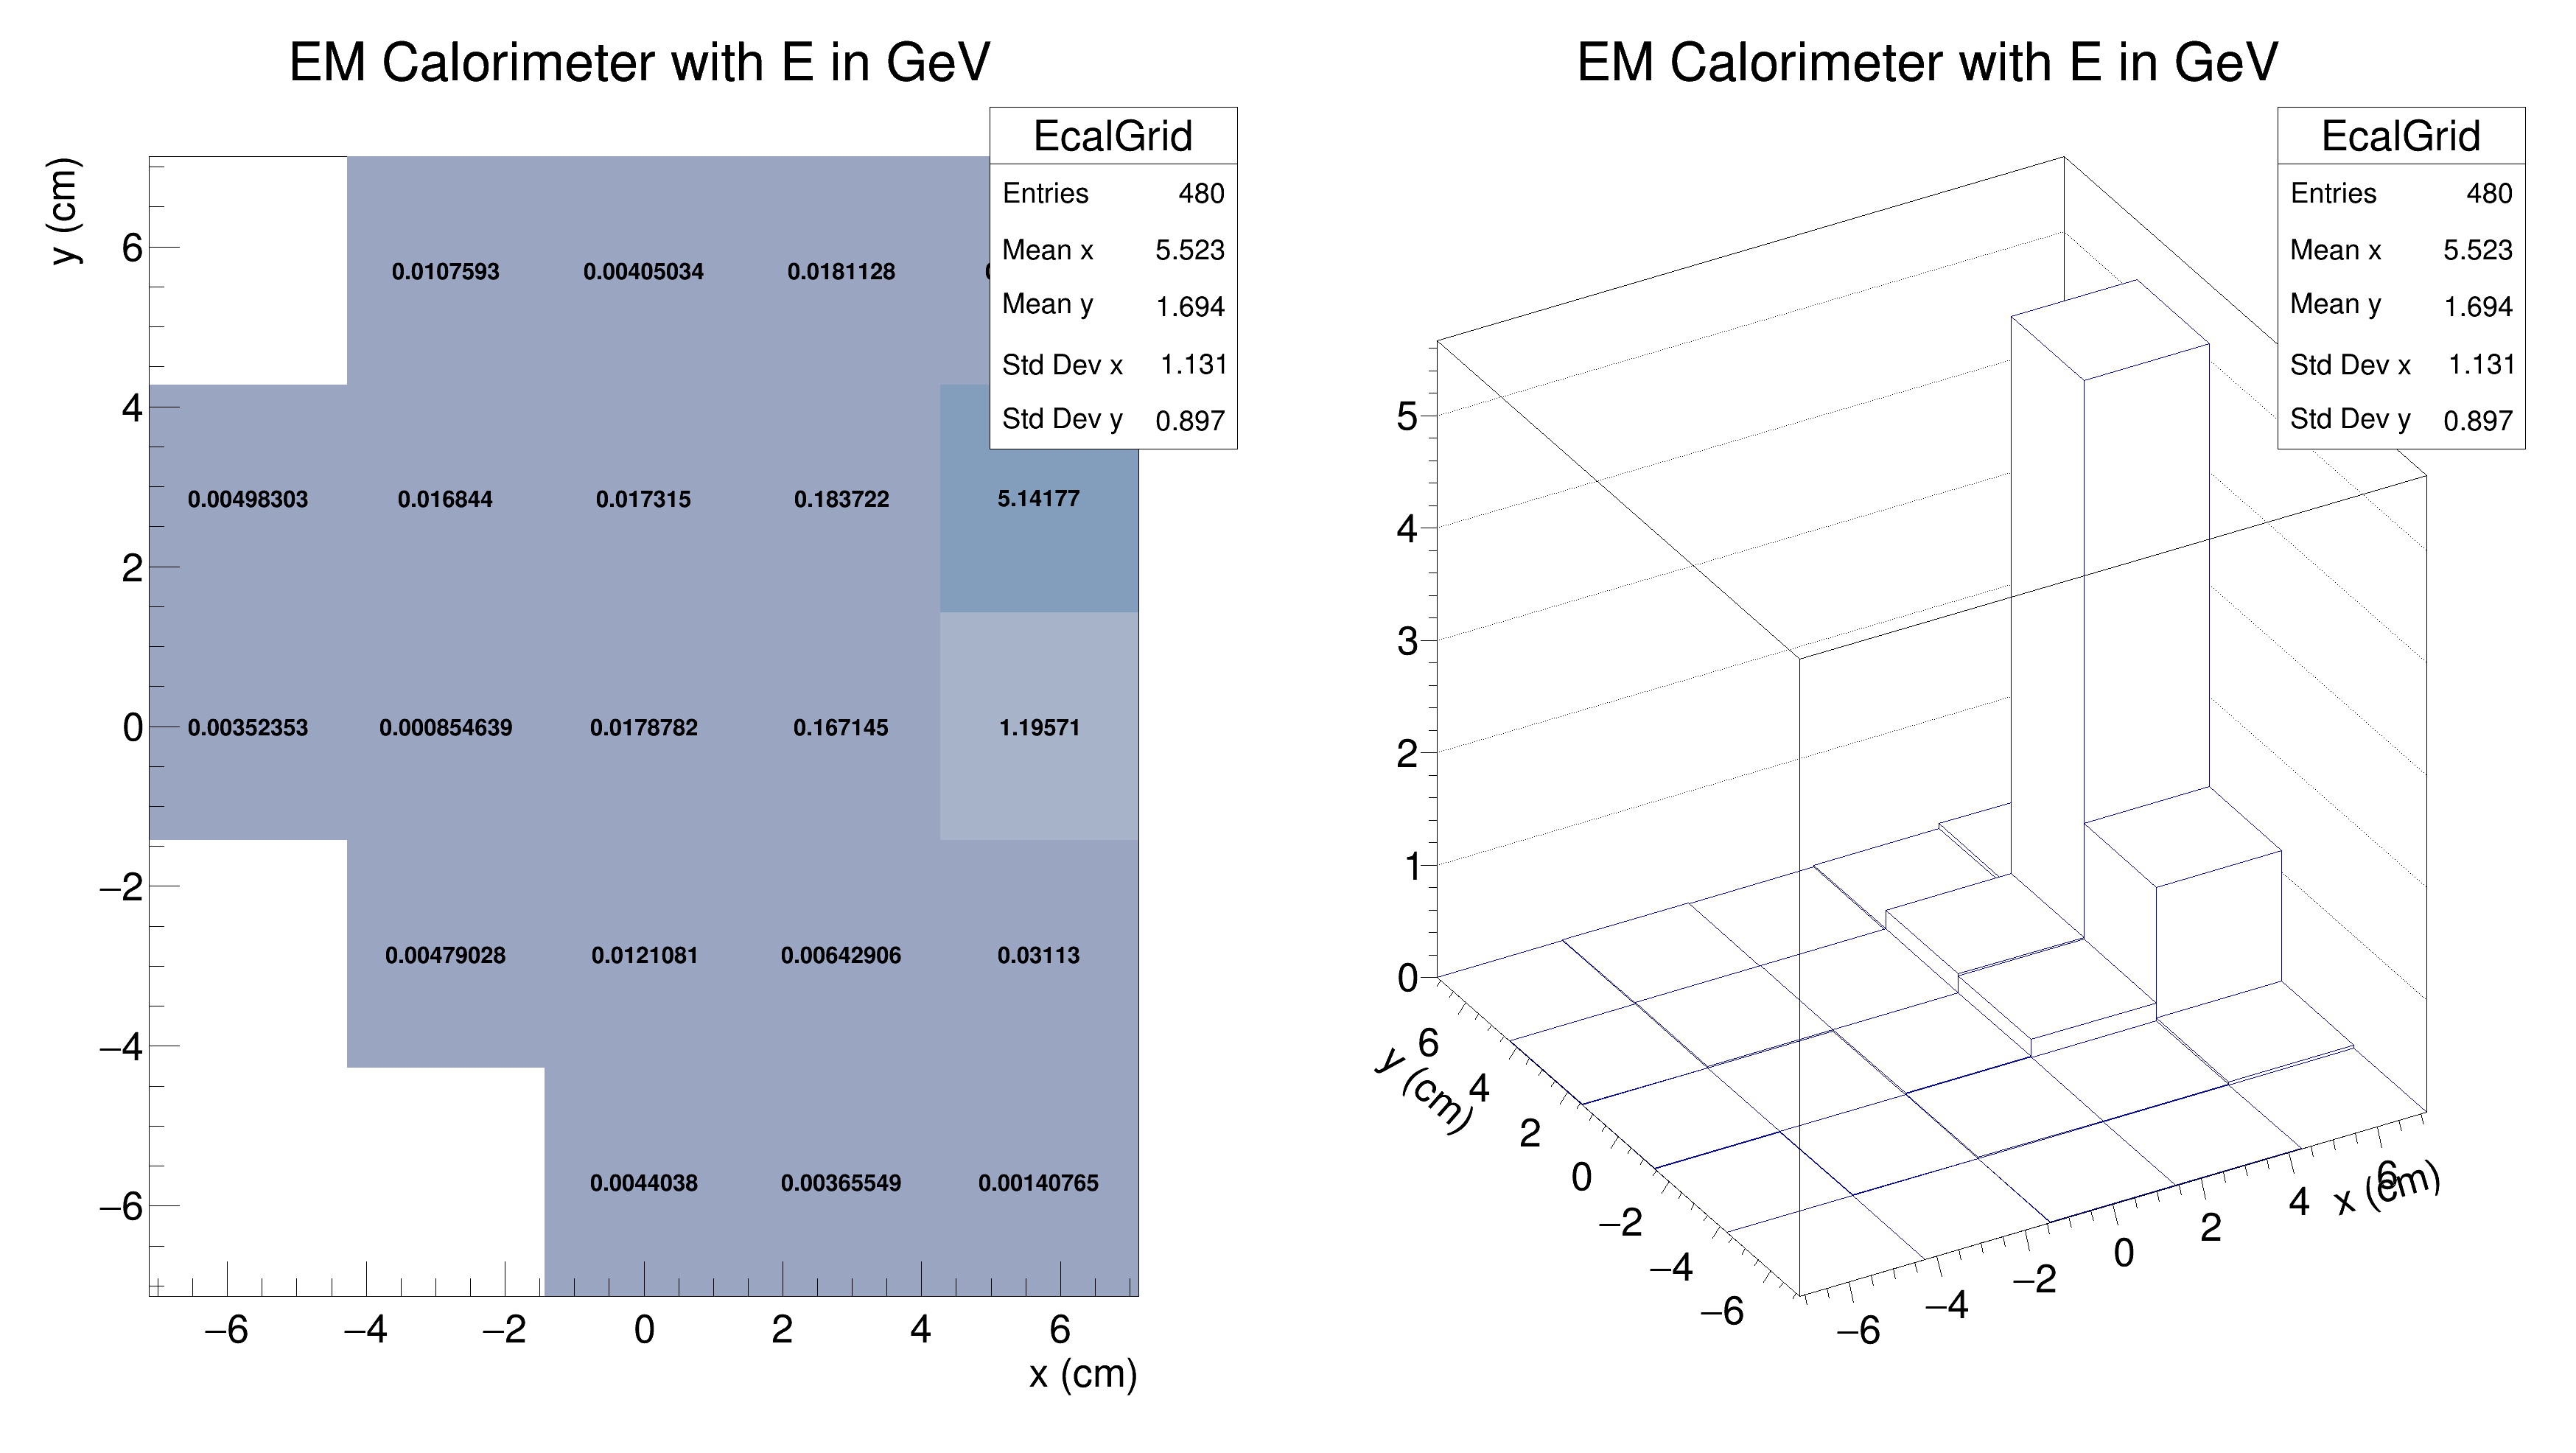 EM Calorimeter with E in GeV
EcalGrid
Entries 480
Mean x 5.523
Mean y 1.694
Std Dev x 1.131
Std Dev y 0.897
y (cm)
6
4
2
0
−2
−4
−6
0.0107593 0.00405034 0.0181128
0.00498303 0.016844 0.017315 0.183722 5.14177
0.00352353 0.000854639 0.0178782 0.167145 1.19571
0.00479028 0.0121081 0.00642906 0.03113
0.0044038 0.00365549 0.00140765
−6 −4 −2 0 2 4 6
x (cm)
EM Calorimeter with E in GeV
EcalGrid
Entries 480
Mean x 5.523
Mean y 1.694
Std Dev x 1.131
Std Dev y 0.897
5
4
3
2
1
0
6
4
2
0
−2
−4
−6
y (cm)
−6 −4 −2 0 2 4 6
x (cm)